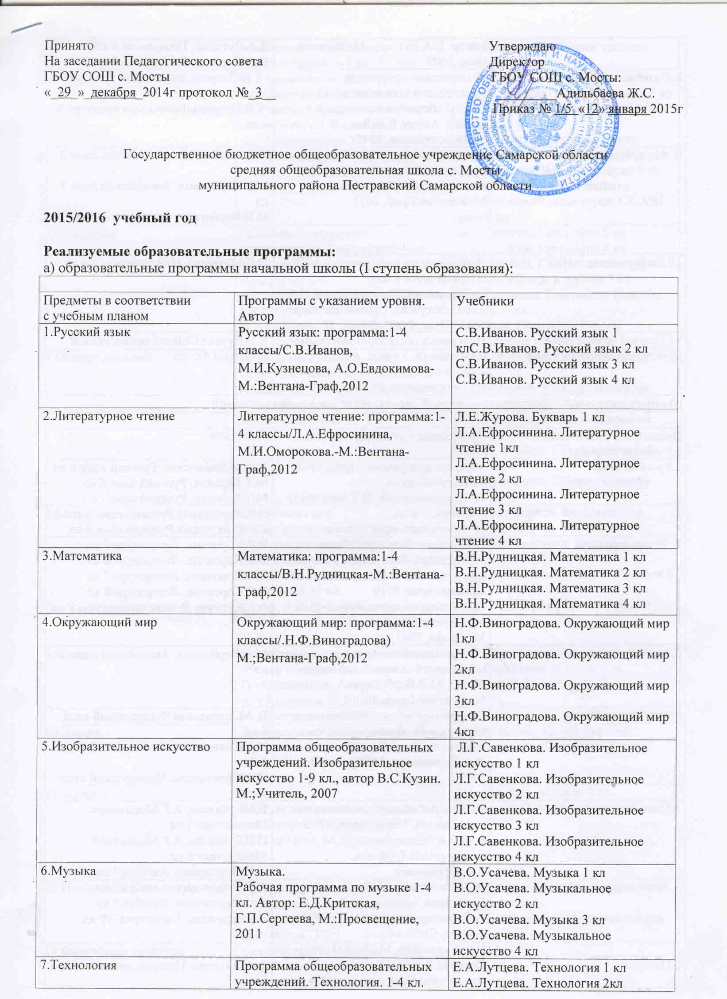 Принято
На заседании Педагогического совета
ГБОУ СОШ с. Мосты
«_29_»_декабря_2014г протокол №_3__
Утверждаю
Директор
ГБОУ СОШ с. Мосты:
Адильбаева Ж.С.
Приказ № 1/5_«12» января 2015г
Государственное бюджетное общеобразовательное учреждение Самарской области
средняя общеобразовательная школа с. Мосты
муниципального района Пестравский Самарской области
2015/2016 учебный год
Реализуемые образовательные программы:
а) образовательные программы начальной школы (I ступень образования):
Предметы в соответствии
с учебным планом
Программы с указанием уровня.
Автор
Учебники
1.Русский язык
Русский язык: программа:1-4
классы/С.В.Иванов,
М.И.Кузнецова, А.О.Евдокимова-
М.:Вентана-Граф,2012
С.В.Иванов. Русский язык 1
клС.В.Иванов. Русский язык 2 кл
С.В.Иванов. Русский язык 3 кл
С.В.Иванов. Русский язык 4 кл
2.Литературное чтение
Литературное чтение: программа:1-
4 классы/Л.А.Ефросинина,
М.И.Оморокова.-М.:Вентана-
Граф,2012
Л.Е.Журова. Букварь 1 кл
Л.А.Ефросинина. Литературное
чтение 1кл
Л.А.Ефросинина. Литературное
чтение 2 кл
Л.А.Ефросинина. Литературное
чтение 3 кл
Л.А.Ефросинина. Литературное
чтение 4 кл
3.Математика
Математика: программа:1-4
классы/В.Н.Рудницкая-М.:Вентана-
Граф,2012
В.Н.Рудницкая. Математика 1 кл
В.Н.Рудницкая. Математика 2 кл
В.Н.Рудницкая. Математика 3 кл
В.Н.Рудницкая. Математика 4 кл
4.Окружающий мир
Окружающий мир: программа:1-4
классы/.Н.Ф.Виноградова)
М.;Вентана-Граф,2012
Н.Ф.Виноградова. Окружающий мир
1кл
Н.Ф.Виноградова. Окружающий мир
2кл
Н.Ф.Виноградова. Окружающий мир
3кл
Н.Ф.Виноградова. Окружающий мир
4кл
5.Изобразительное искусство
Программа общеобразовательных
учреждений. Изобразительное
искусство 1-9 кл., автор В.С.Кузин.
М.;Учитель, 2007
Л.Г.Савенкова. Изобразительное
искусство 1 кл
Л.Г.Савенкова. Изобразительное
искусство 2 кл
Л.Г.Савенкова. Изобразительное
искусство 3 кл
Л.Г.Савенкова. Изобразительное
искусство 4 кл
6.Музыка
Музыка.
Рабочая программа по музыке 1-4
кл. Автор: Е.Д.Критская,
Г.П.Сергеева, М.:Просвещение,
2011
В.О.Усачева. Музыка 1 кл
В.О.Усачева. Музыкальное
искусство 2 кл
В.О.Усачева. Музыка 3 кл
В.О.Усачева. Музыкальное
искусство 4 кл
7.Технология
Программа общеобразовательных
учреждений. Технология. 1-4 кл.
Е.А.Лутцева. Технология 1 кл
Е.А.Лутцева. Технология 2кл